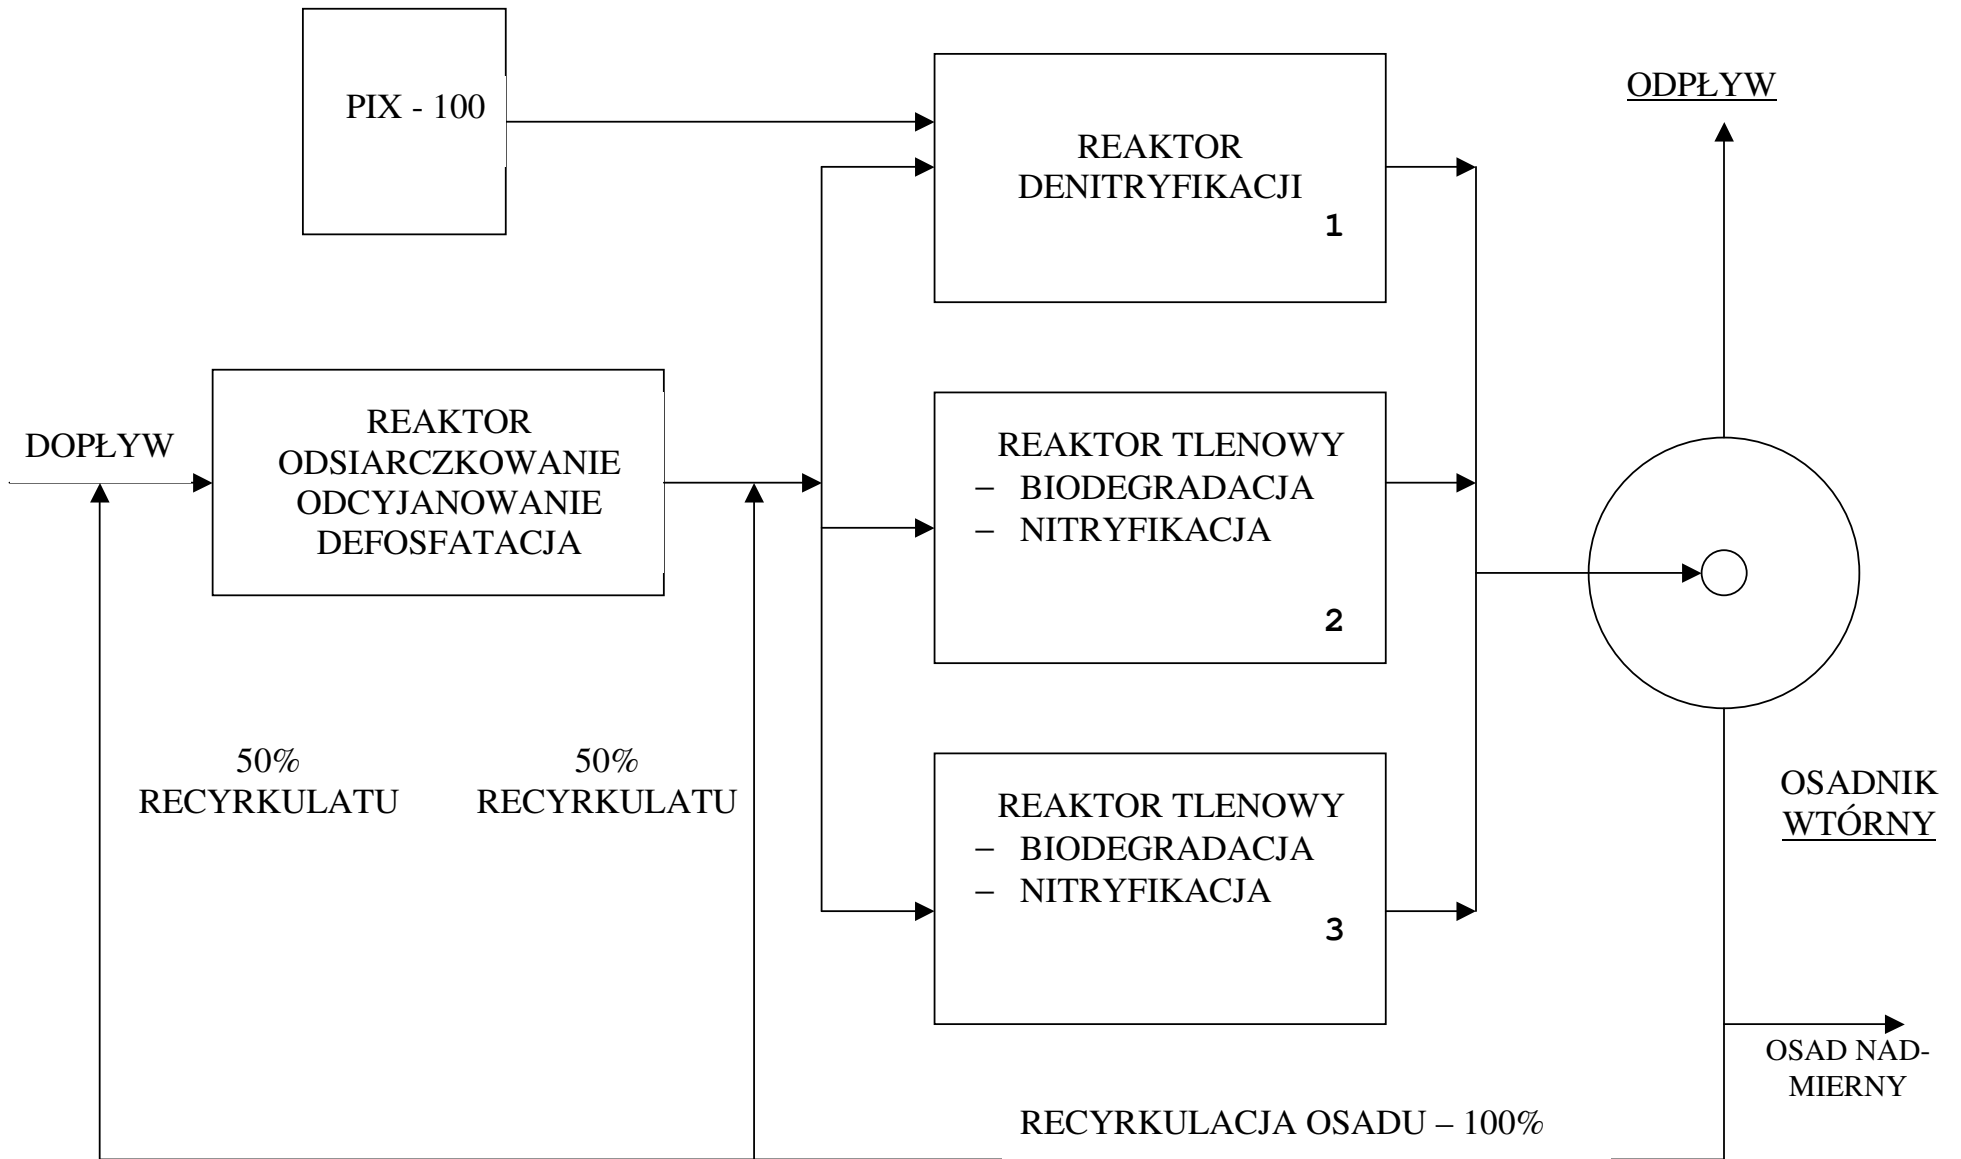 PIX - 100
REAKTOR
DENITRYFIKACJI
1
ODPŁYW
DOPŁYW
REAKTOR
ODSIARCZKOWANIE
ODCYJANOWANIE
DEFOSFATACJA
REAKTOR TLENOWY
– BIODEGRADACJA
– NITRYFIKACJA
2
50%
RECYRKULATU
50%
RECYRKULATU
REAKTOR TLENOWY
– BIODEGRADACJA
– NITRYFIKACJA
3
OSADNIK
WTÓRNY
OSAD NAD-
MIERNY
RECYRKULACJA OSADU – 100%